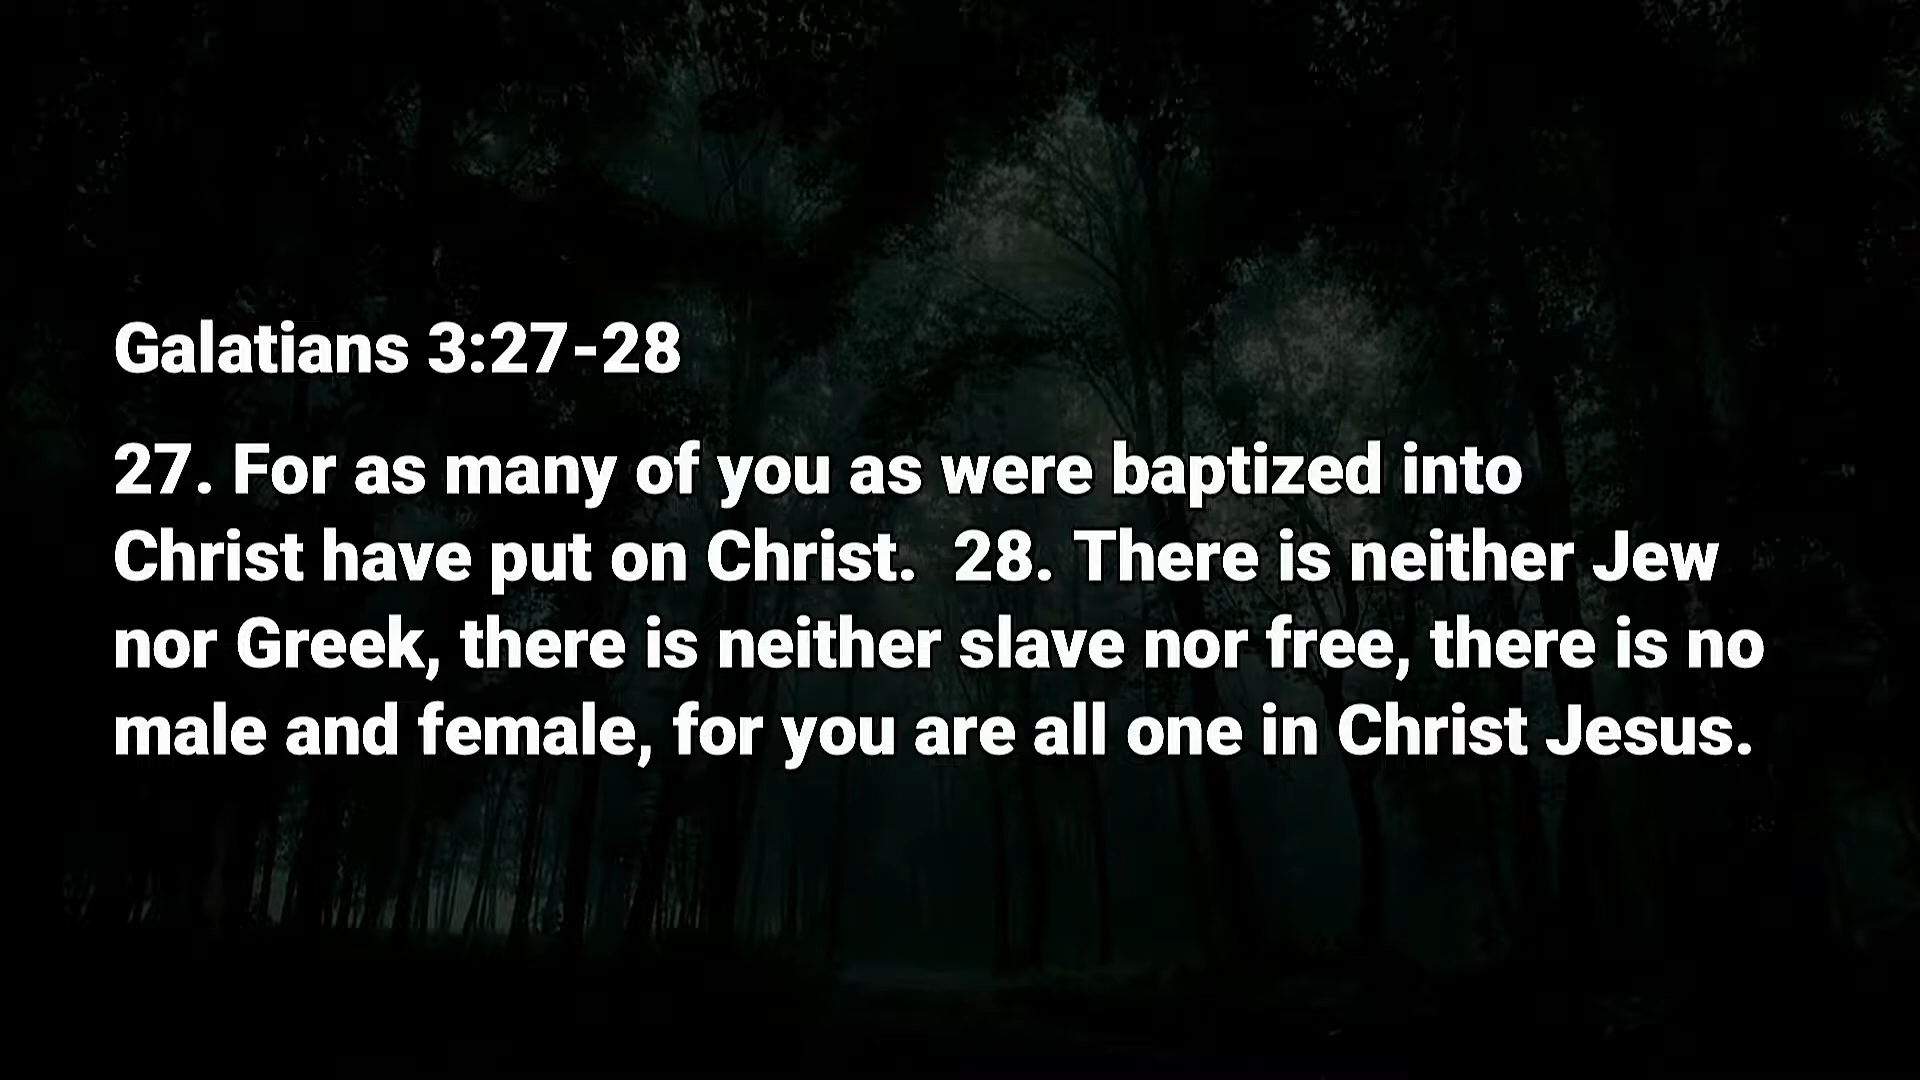 Galatians 3:27-28
27. For as many of you as were baptized into
Christ have put on Christ.  28. There is neither Jew
nor Greek, there is neither slave nor free, there is no
male and female, for you are all one in Christ Jesus.